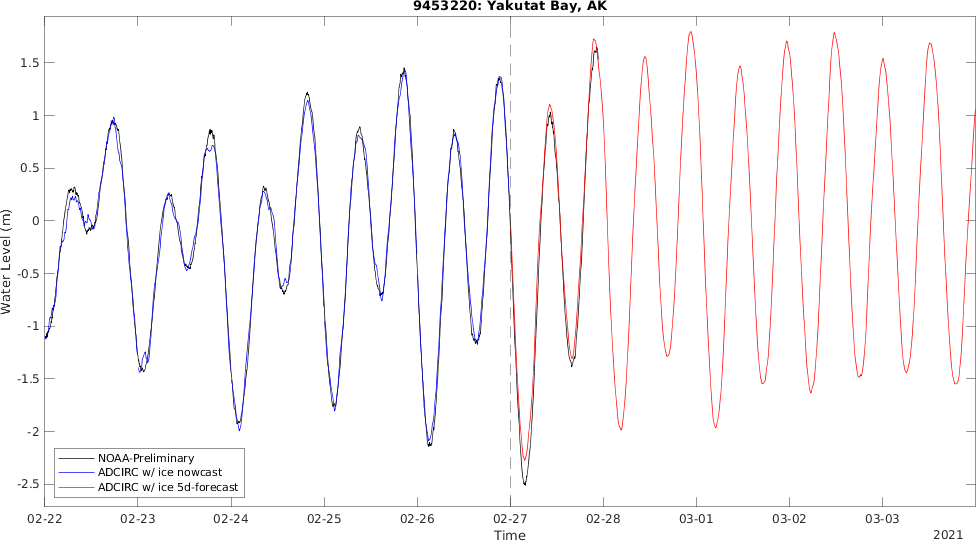 9453220: Yakutat Bay, AK
1.5
1
0.5
0
-0.5
-1
-1.5
-2
-2.5
Water Level (m)
NOAA-Preliminary
ADCIRC w/ ice nowcast
ADCIRC w/ ice 5d-forecast
02-22 02-23 02-24 02-25 02-26 02-27 02-28 03-01 03-02 03-03
Time
2021